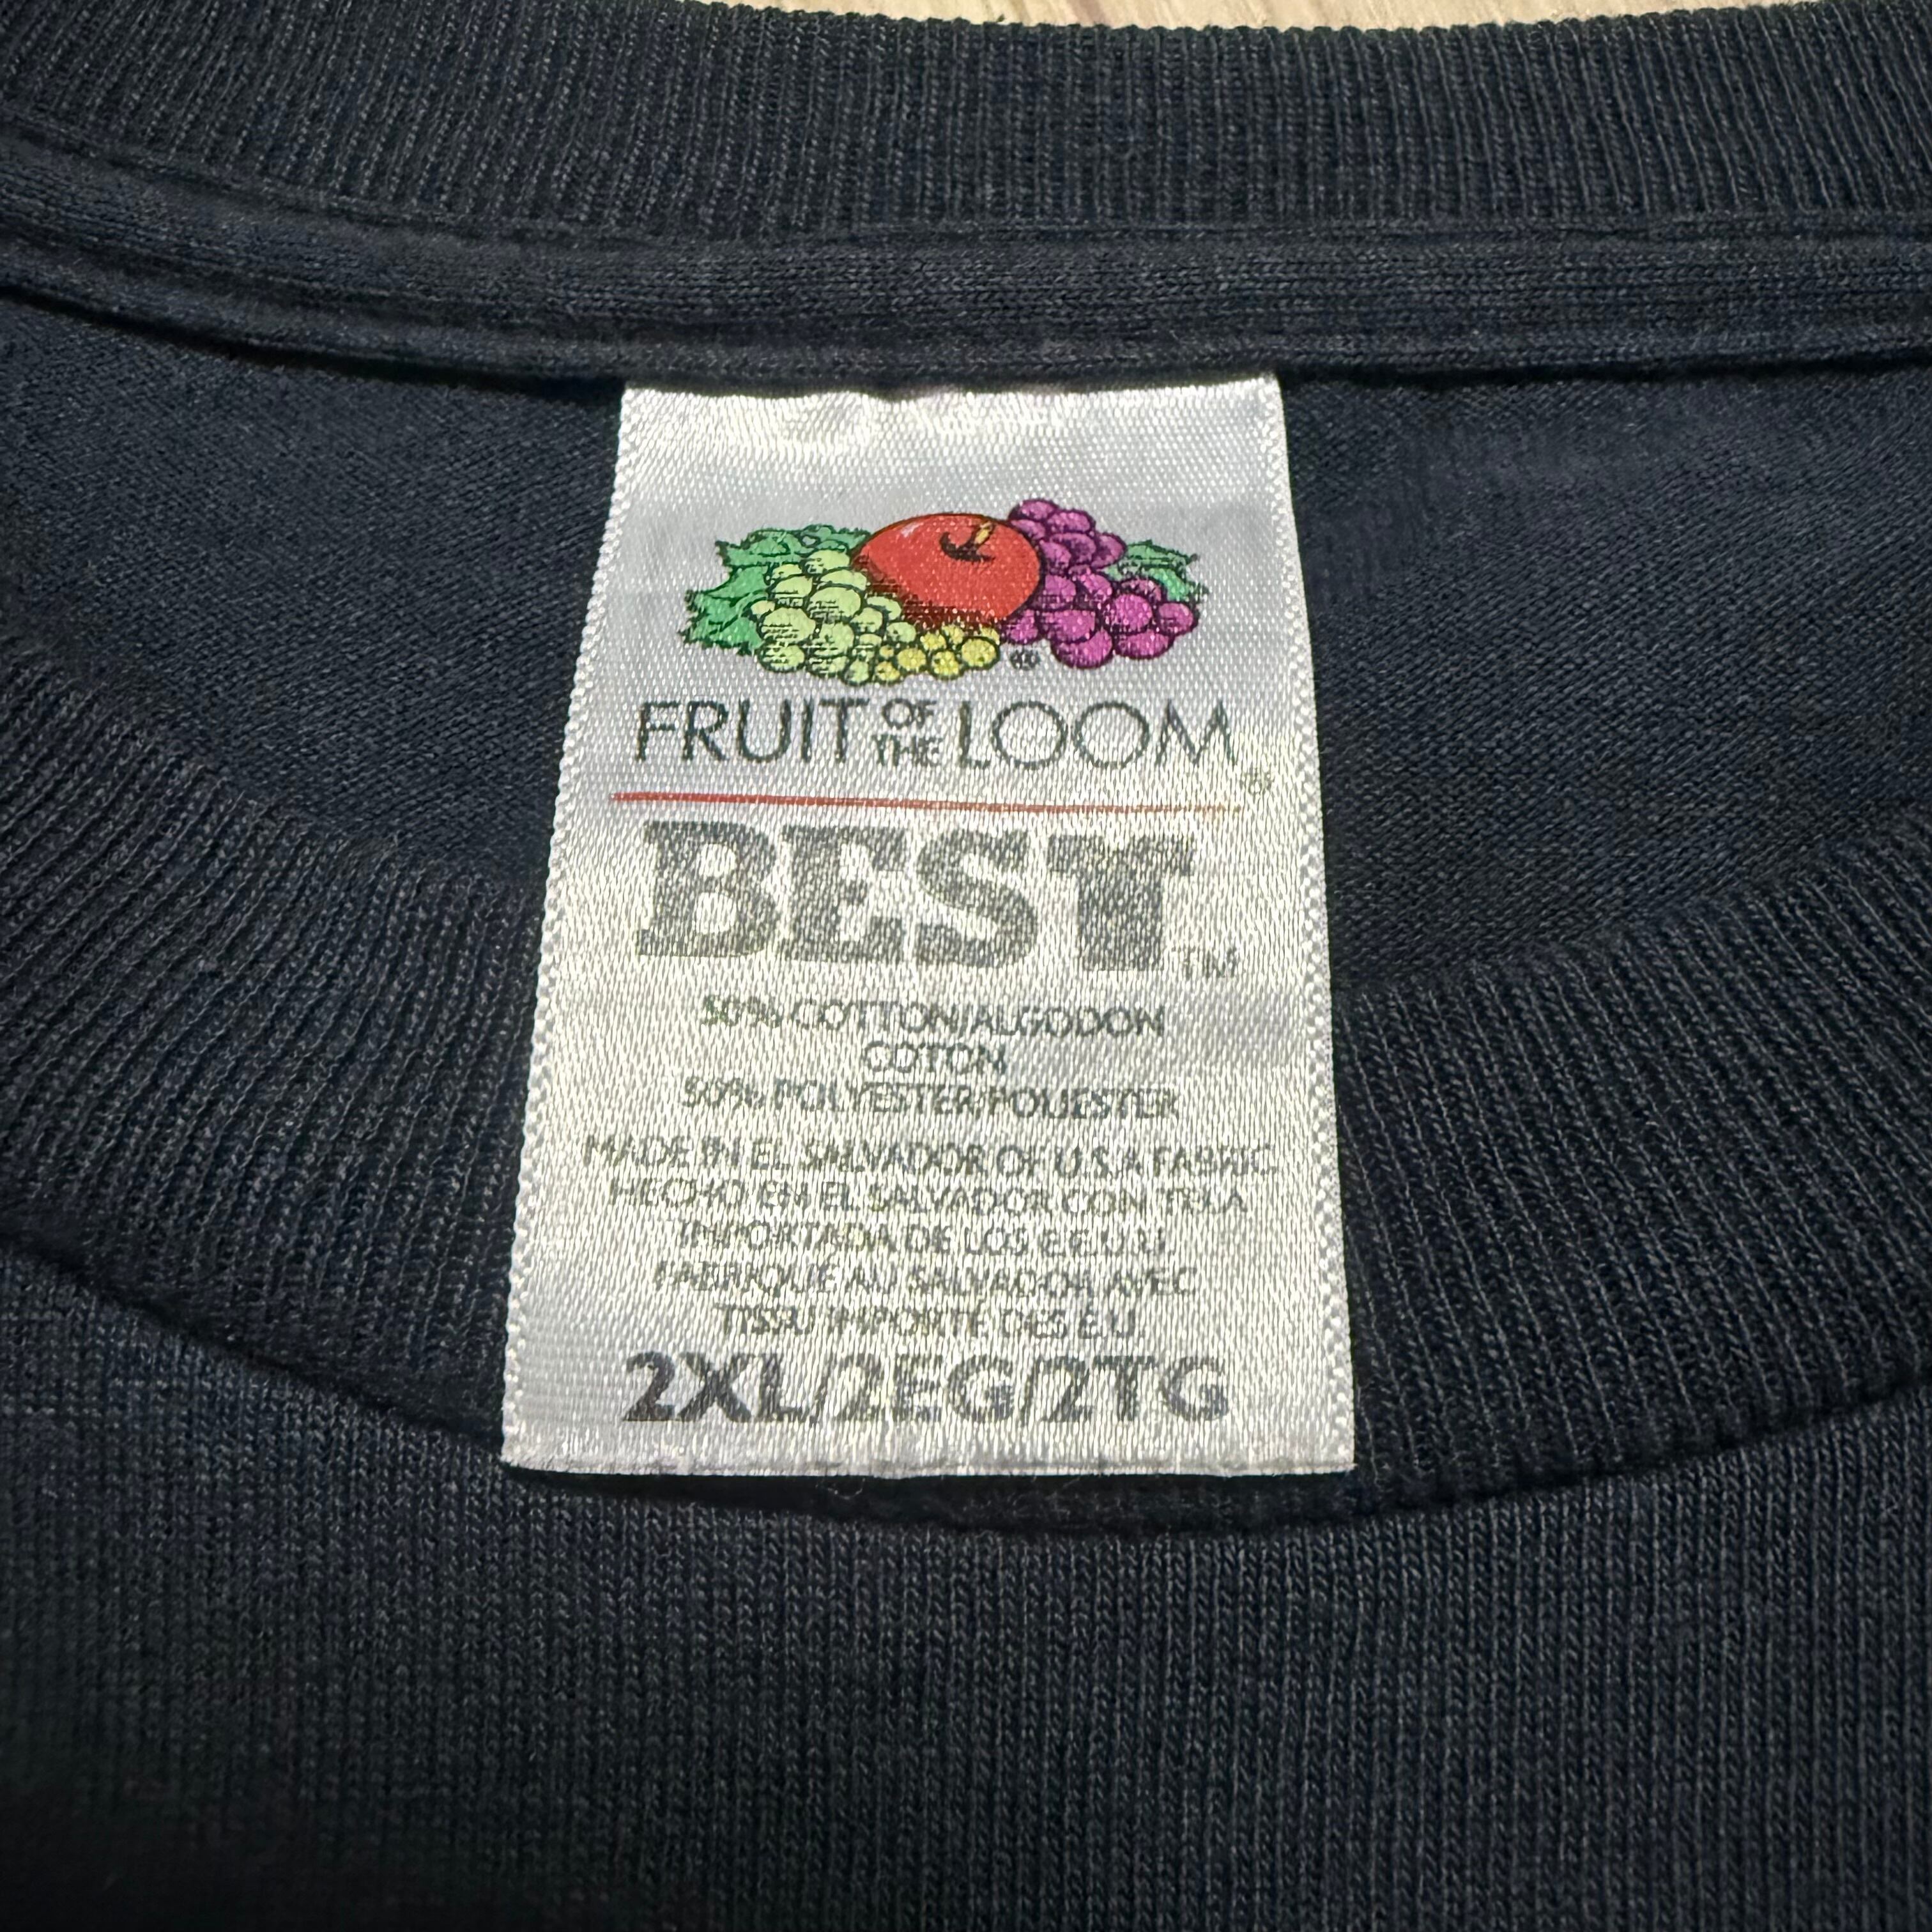 ®
FRUIT OF THE LOOM®
BEST™
50% COTTON/ALGODON
COTON
50% POLYESTER/POLIESTER
MADE IN EL SALVADOR OF U.S.A FABRIC
HECHO EN EL SALVADOR CON TELA
IMPORTADA DE LOS E.E.U.U.
FABRIQUÉ AU SALVADOR AVEC
TISSU IMPORTÉ DES É.U.
2XL/2EG/2TG